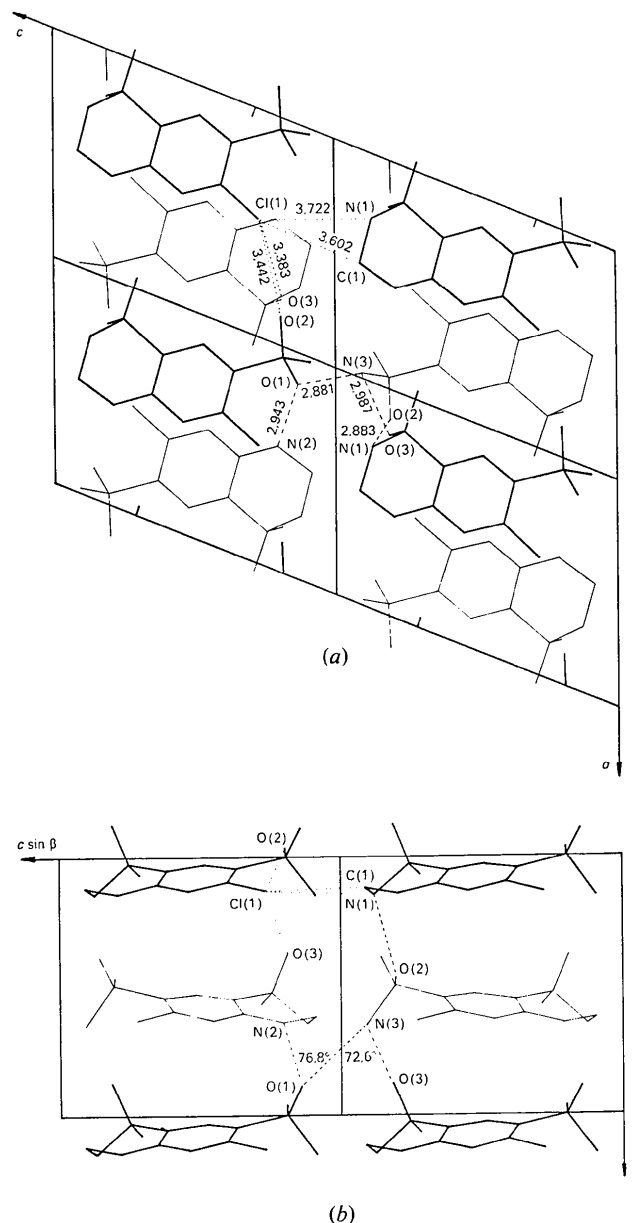 c
Cl(1)
3.722
N(1)
3.602
C(1)
3.383
3.442
O(3)
O(2)
N(3)
O(1)
2.881
2.987
O(2)
2.943
2.883
N(2)
N(1)
O(3)
(a)
a
c sin β
O(2)
C(1)
Cl(1)
N(1)
O(3)
O(2)
N(2)
N(3)
76.8°
O(1)
O(3)
(b)